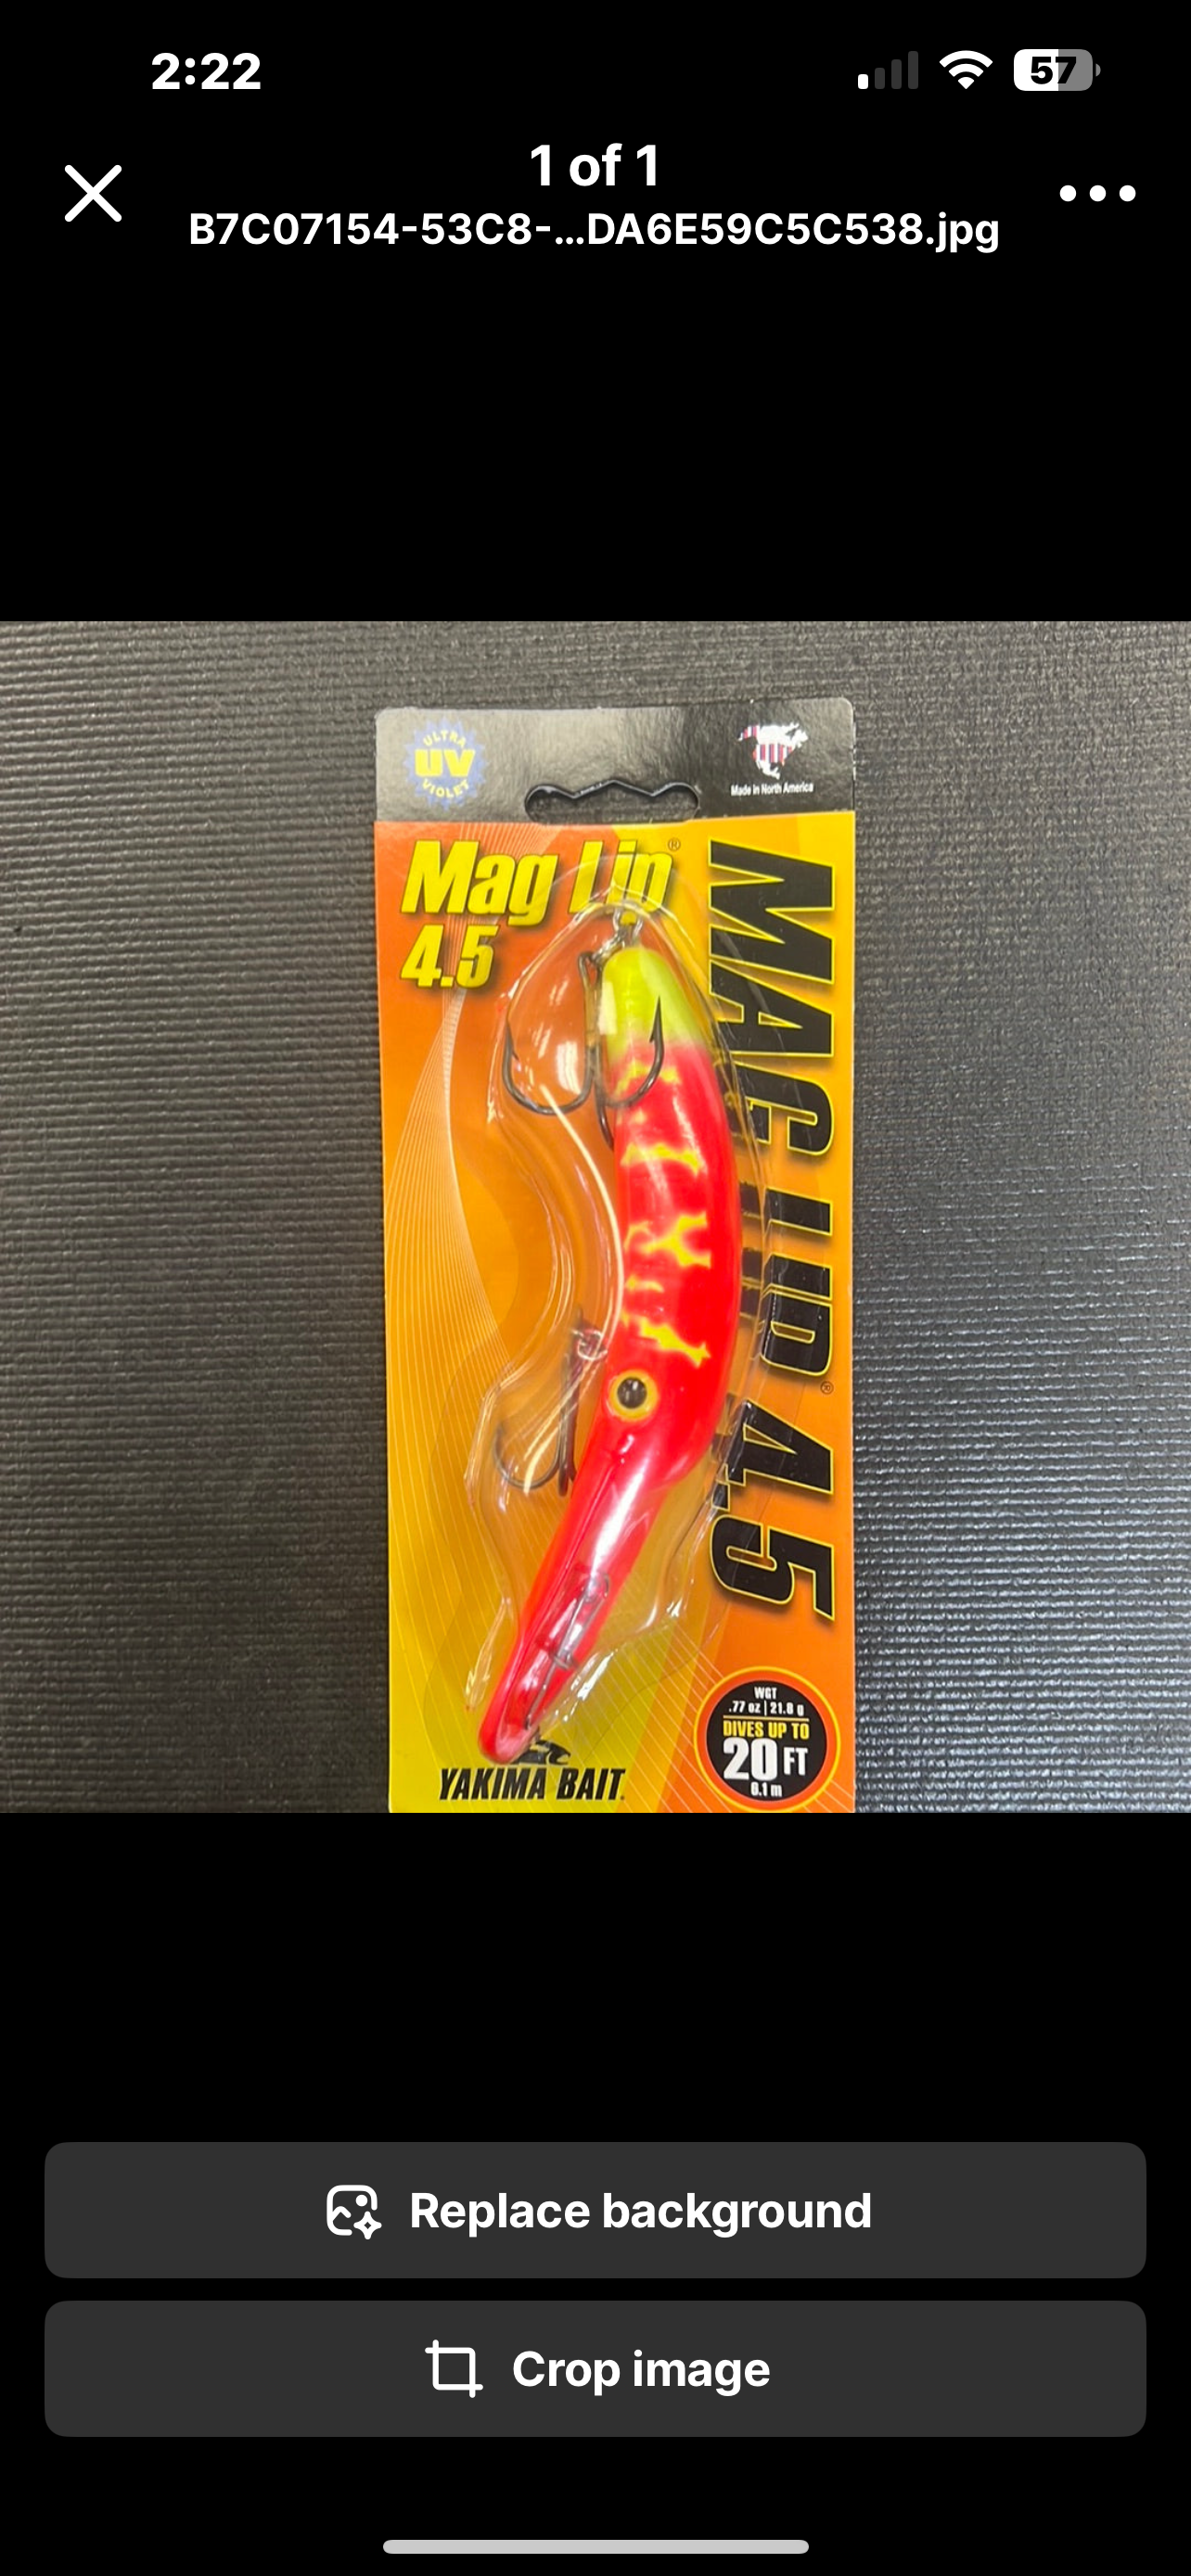 2:22
57
1 of 1
B7C07154-53C8-...DA6E59C5C538.jpg
ULTRA
UV
VIOLET
Made in North America
Mag Lip®
4.5
MAG LIP® 4.5
WGT
.77 oz | 21.8 g
DIVES UP TO
20 FT
6.1 m
YAKIMA BAIT
Replace background
Crop image